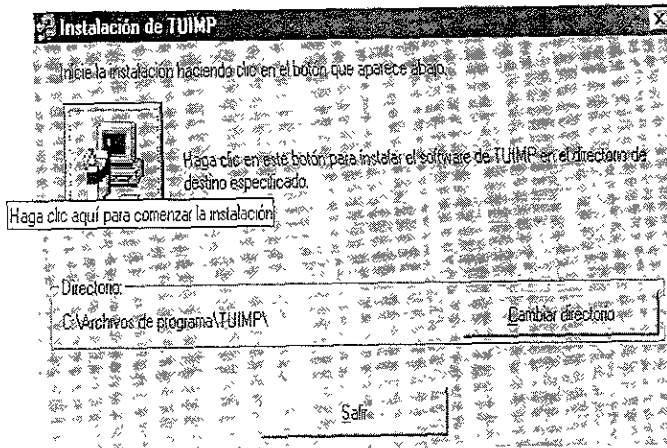 Instalación de TUIMP
Inicie la instalación haciendo clic en el botón que aparece abajo.
Haga clic en este botón para instalar el software de TUIMP en el directorio de
destino especificado.
Haga clic aquí para comenzar la instalación
Directorio:
C:\Archivos de programa\TUIMP\
Cambiar directorio
Salir